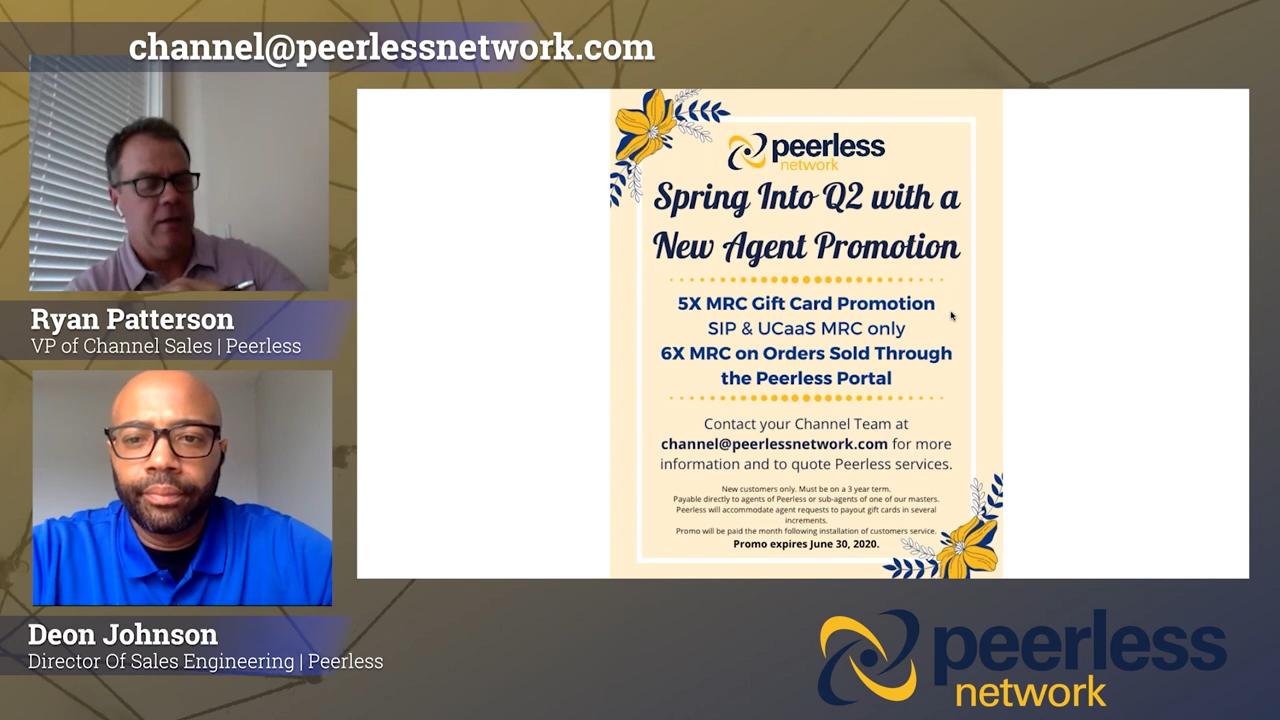 channel@peerlessnetwork.com
Ryan Patterson
VP of Channel Sales | Peerless
Deon Johnson
Director Of Sales Engineering | Peerless
peerless
network
Spring Into Q2 with a
New Agent Promotion
5X MRC Gift Card Promotion
SIP & UCaaS MRC only
6X MRC on Orders Sold Through
the Peerless Portal
Contact your Channel Team at
channel@peerlessnetwork.com for more
information and to quote Peerless services.
New customers only. Must be on a 3 year term.
Payable directly to agents of Peerless or sub-agents of one of our masters.
Peerless will accommodate agent requests to payout gift cards in several
increments.
Promo will be paid the month following installation of customers service.
Promo expires June 30, 2020.
peerless
network